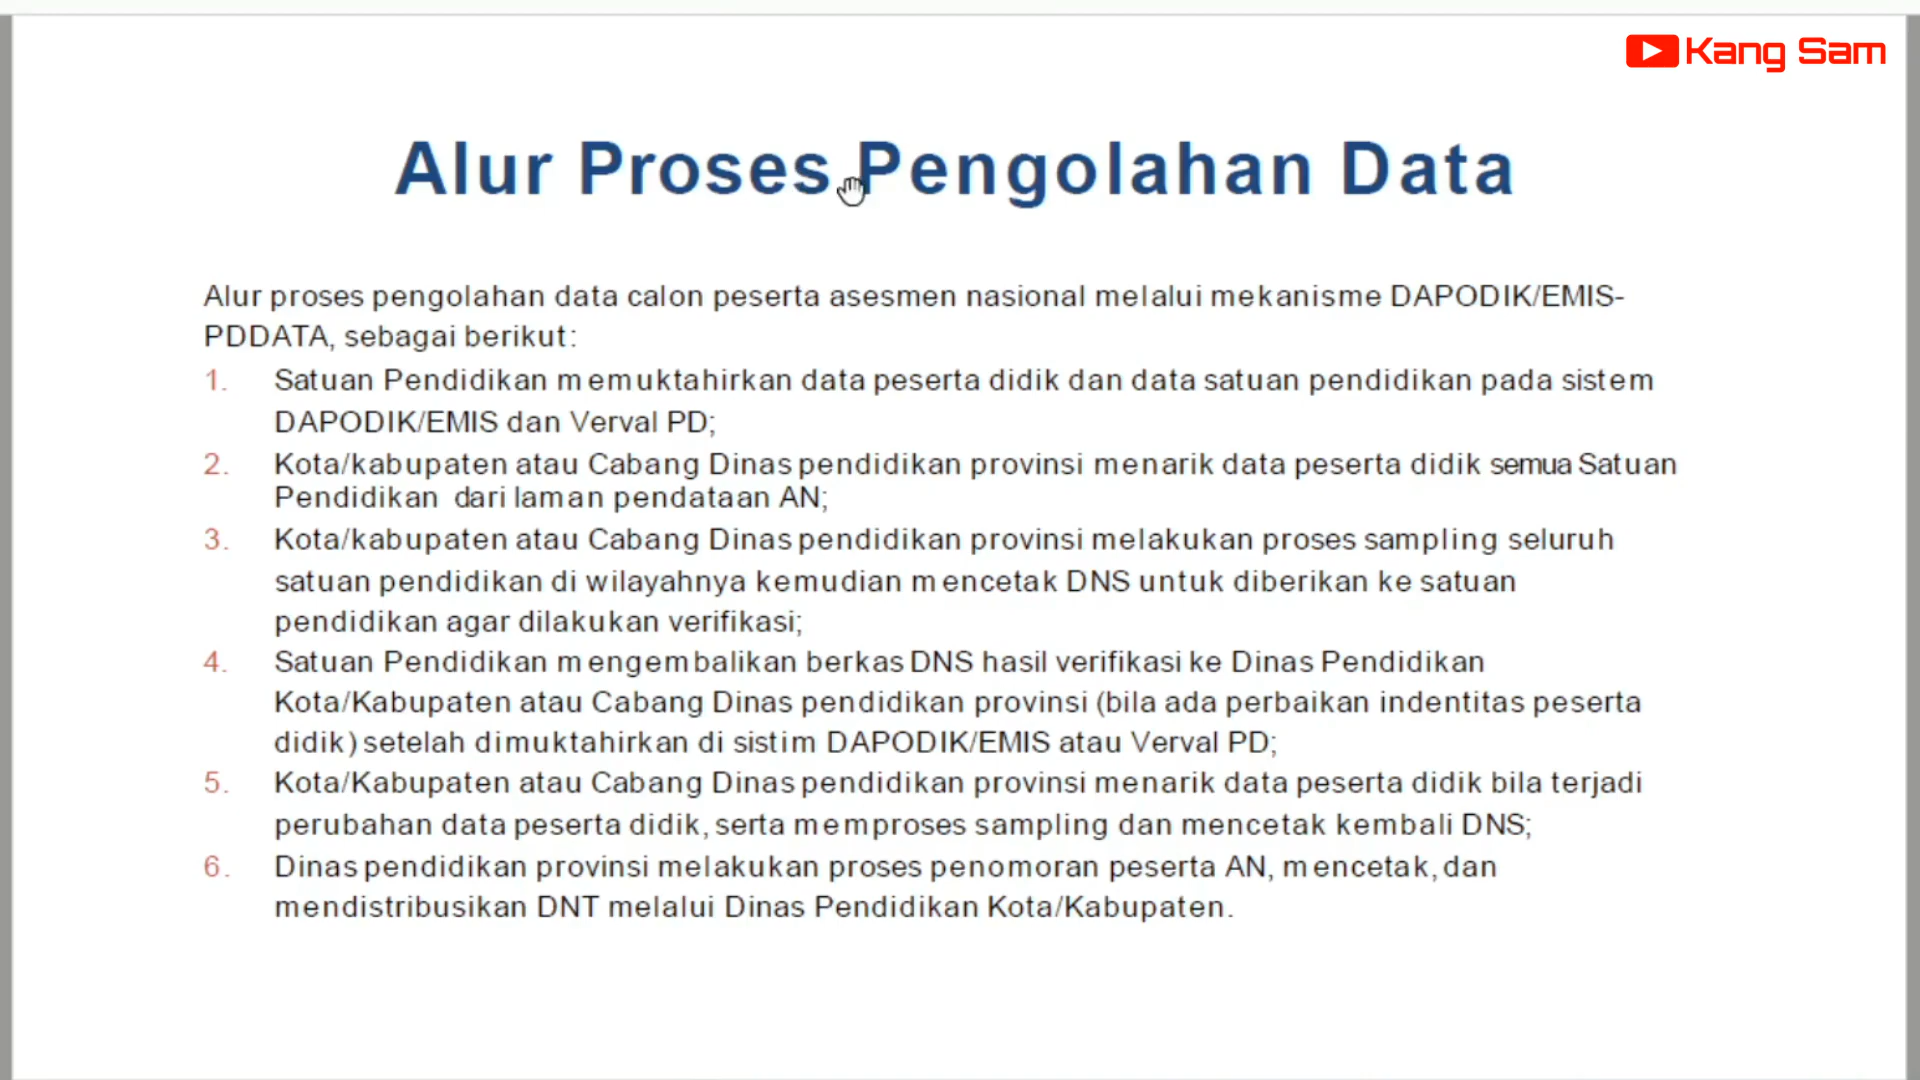 Kang Sam
Alur Proses Pengolahan Data
Alur proses pengolahan data calon peserta asesmen nasional melalui mekanisme DAPODIK/EMIS-
PDDATA, sebagai berikut:
1. Satuan Pendidikan memuktahirkan data peserta didik dan data satuan pendidikan pada sistem
DAPODIK/EMIS dan Verval PD;
2. Kota/kabupaten atau Cabang Dinas pendidikan provinsi menarik data peserta didik semua Satuan
Pendidikan dari laman pendataan AN;
3. Kota/kabupaten atau Cabang Dinas pendidikan provinsi melakukan proses sampling seluruh
satuan pendidikan di wilayahnya kemudian mencetak DNS untuk diberikan ke satuan
pendidikan agar dilakukan verifikasi;
4. Satuan Pendidikan mengembalikan berkas DNS hasil verifikasi ke Dinas Pendidikan
Kota/Kabupaten atau Cabang Dinas pendidikan provinsi (bila ada perbaikan indentitas peserta
didik) setelah dimuktahirkan di sistim DAPODIK/EMIS atau Verval PD;
5. Kota/Kabupaten atau Cabang Dinas pendidikan provinsi menarik data peserta didik bila terjadi
perubahan data peserta didik, serta memproses sampling dan mencetak kembali DNS;
6. Dinas pendidikan provinsi melakukan proses penomoran peserta AN, mencetak, dan
mendistribusikan DNT melalui Dinas Pendidikan Kota/Kabupaten.